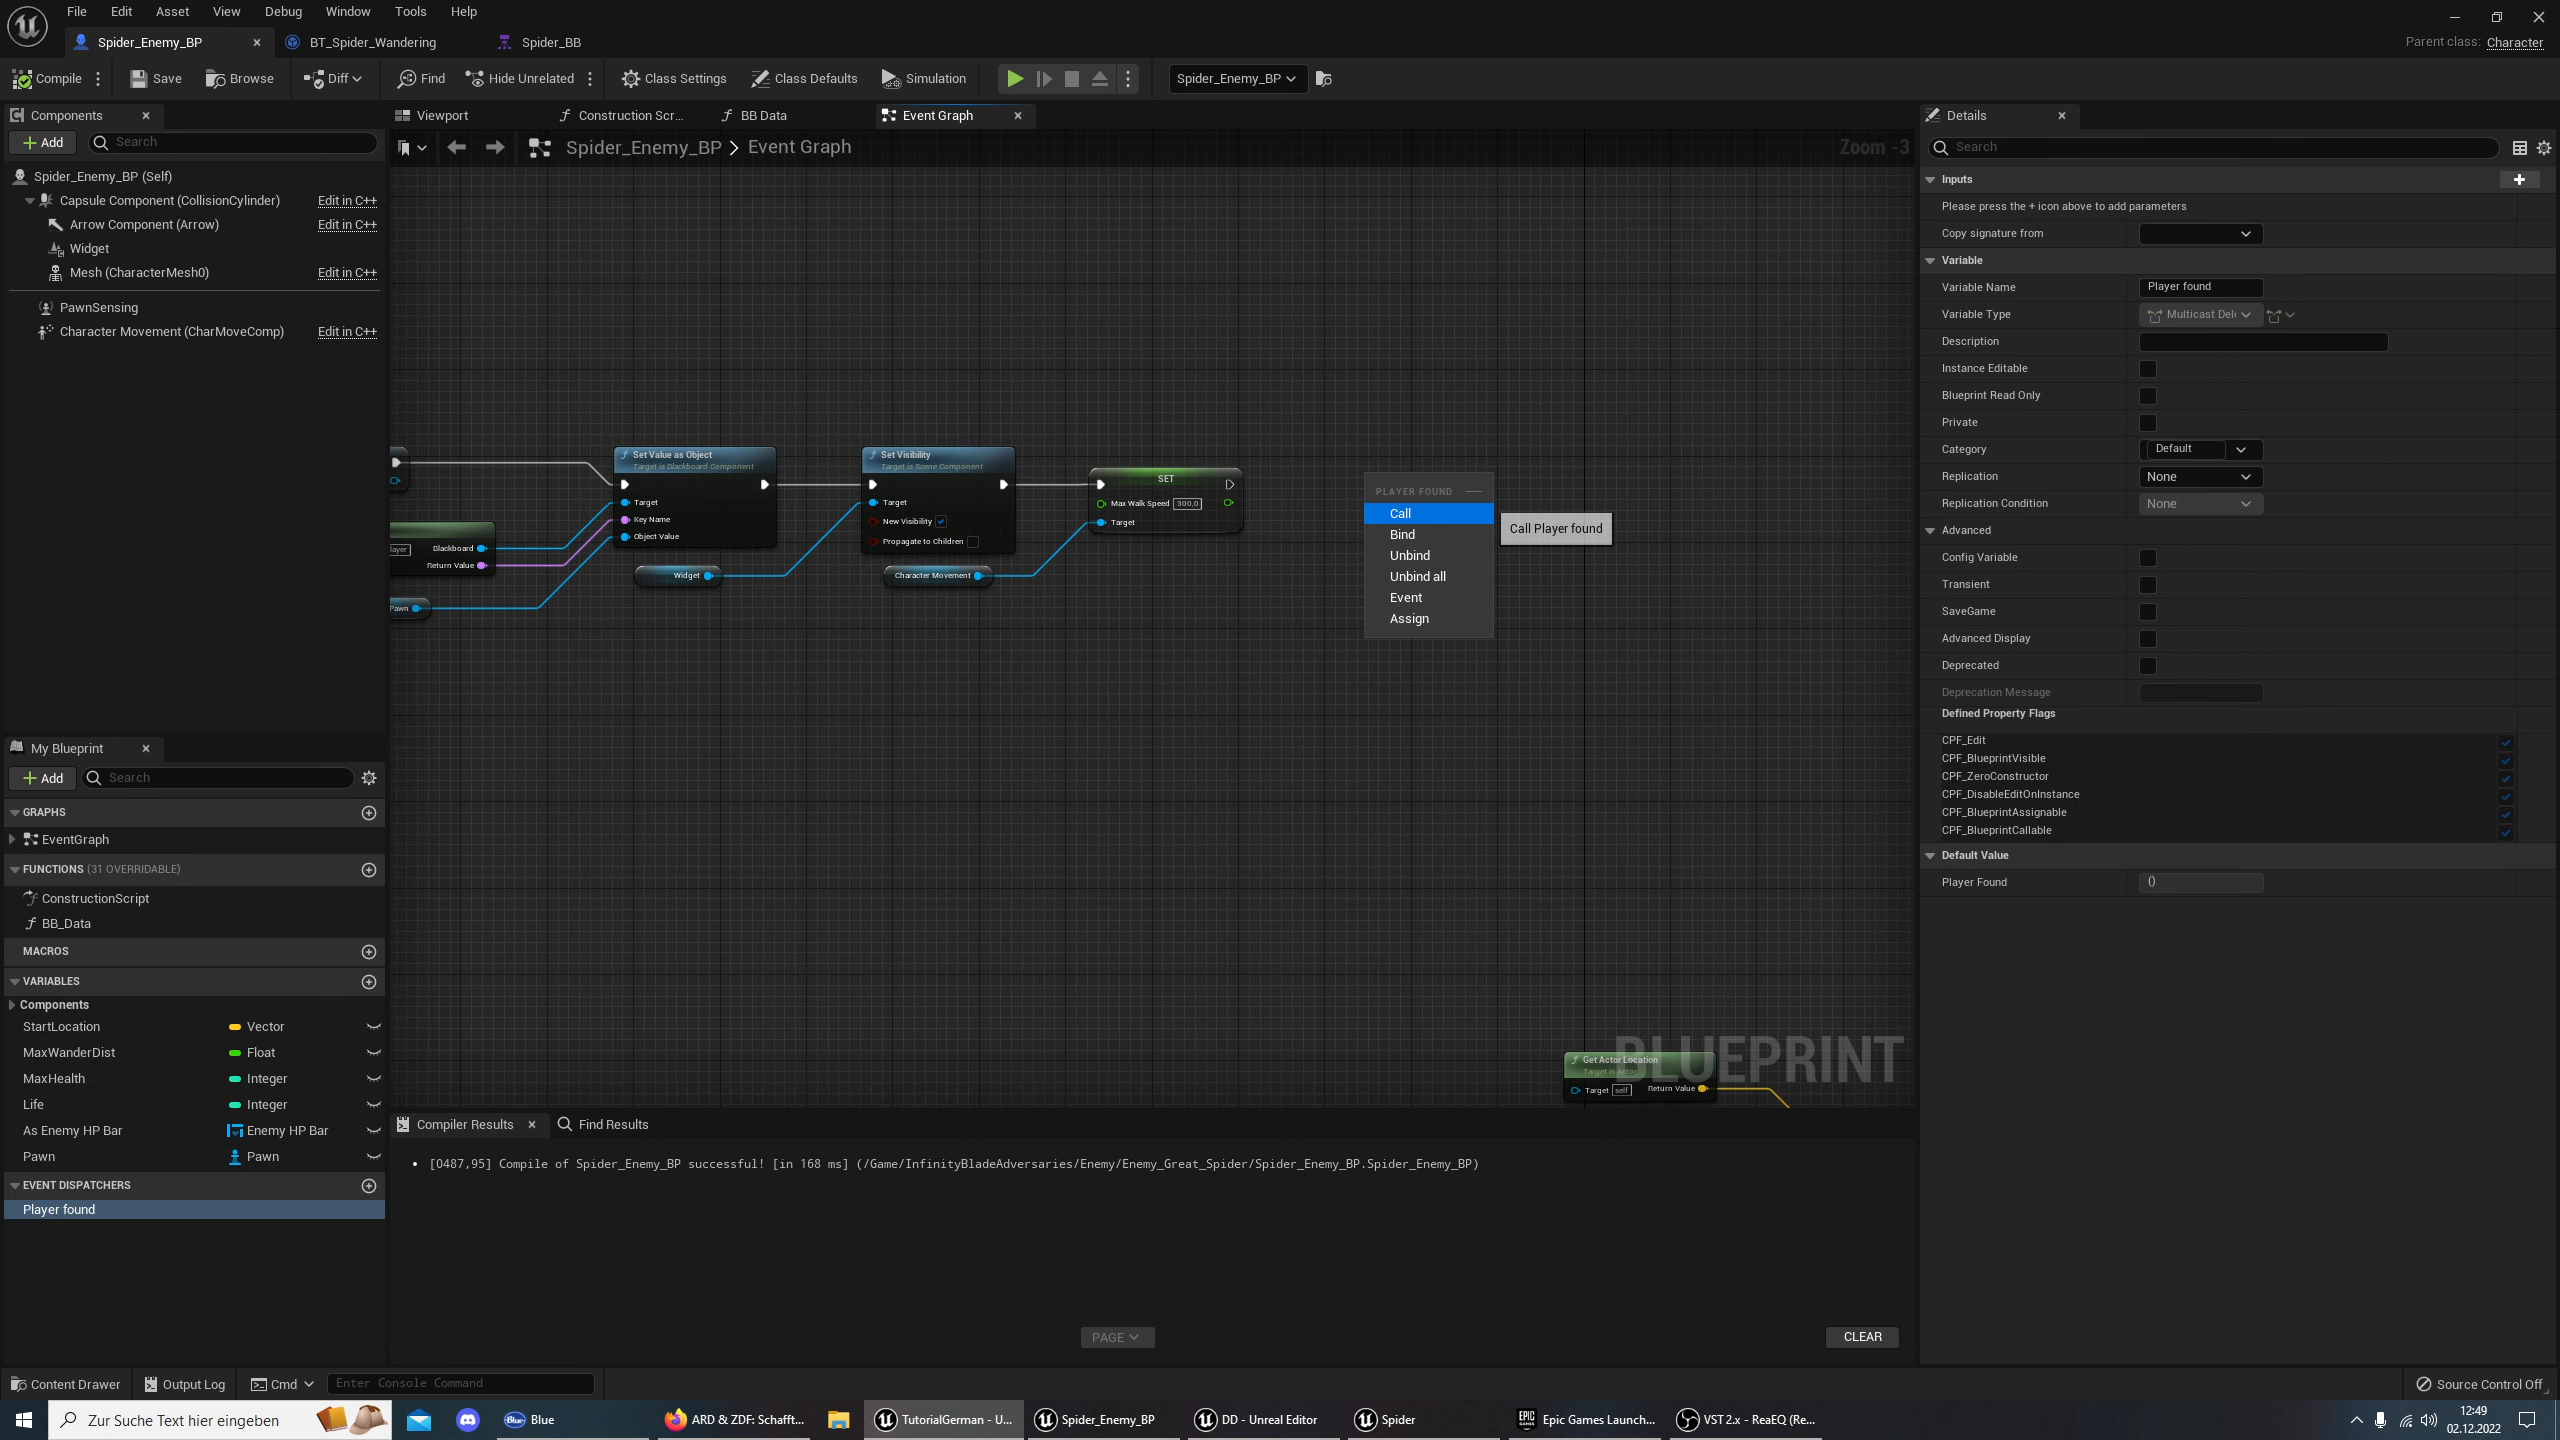 File Edit Asset View Debug Window Tools Help
Spider_Enemy_BP BT_Spider_Wandering Spider_BB
Parent class: Character
Compile Save Browse Diff Find Hide Unrelated Class Settings Class Defaults Simulation Spider_Enemy_BP
Components
Add Search
Spider_Enemy_BP (Self)
Capsule Component (CollisionCylinder) Edit in C++
Arrow Component (Arrow) Edit in C++
Widget
Mesh (CharacterMesh0) Edit in C++
PawnSensing
Character Movement (CharMoveComp) Edit in C++
My Blueprint
Add Search
GRAPHS
EventGraph
FUNCTIONS (31 OVERRIDABLE)
ConstructionScript
BB_Data
MACROS
VARIABLES
Components
StartLocation Vector
MaxWanderDist Float
MaxHealth Integer
Life Integer
As Enemy HP Bar Enemy HP Bar
Pawn Pawn
EVENT DISPATCHERS
Player found
Viewport Construction Scr... BB Data Event Graph
Spider_Enemy_BP > Event Graph
Zoom -3
layer
Blackboard
Return Value
Pawn
Set Value as Object
Target is Blackboard Component
Target
Key Name
Object Value
Widget
Set Visibility
Target is Scene Component
Target
New Visibility
Propagate to Children
Character Movement
SET
Max Walk Speed 300,0
Target
PLAYER FOUND
Call
Bind
Unbind
Unbind all
Event
Assign
Call Player found
Get Actor Location
Target is Actor
Target self Return Value
BLUEPRINT
Compiler Results Find Results
[0487,95] Compile of Spider_Enemy_BP successful! [in 168 ms] (/Game/InfinityBladeAdversaries/Enemy/Enemy_Great_Spider/Spider_Enemy_BP.Spider_Enemy_BP)
PAGE
CLEAR
Details
Search
Inputs
Please press the + icon above to add parameters
Copy signature from
Variable
Variable Name Player found
Variable Type Multicast Del
Description
Instance Editable
Blueprint Read Only
Private
Category Default
Replication None
Replication Condition None
Advanced
Config Variable
Transient
SaveGame
Advanced Display
Deprecated
Deprecation Message
Defined Property Flags
CPF_Edit
CPF_BlueprintVisible
CPF_ZeroConstructor
CPF_DisableEditOnInstance
CPF_BlueprintAssignable
CPF_BlueprintCallable
Default Value
Player Found ()
Content Drawer Output Log Cmd Enter Console Command
Source Control Off
Zur Suche Text hier eingeben
Blue Blue
ARD & ZDF: Schafft...
TutorialGerman - U...
Spider_Enemy_BP
DD - Unreal Editor
Spider
EPIC GAMES Epic Games Launch...
VST2.x - ReaEQ (Re...
12:49
02.12.2022